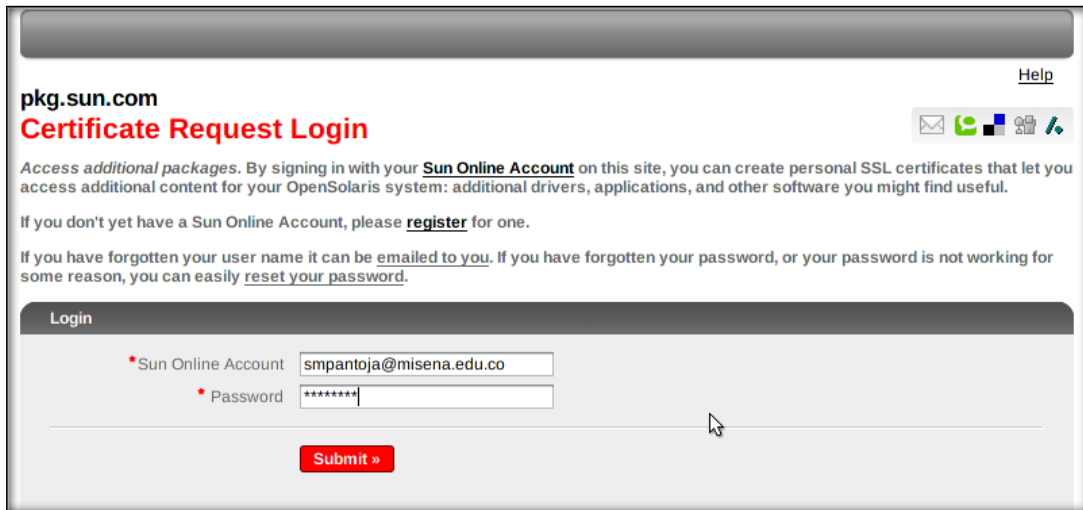 Help
pkg.sun.com
Certificate Request Login
Access additional packages. By signing in with your Sun Online Account on this site, you can create personal SSL certificates that let you
access additional content for your OpenSolaris system: additional drivers, applications, and other software you might find useful.
If you don't yet have a Sun Online Account, please register for one.
If you have forgotten your user name it can be emailed to you. If you have forgotten your password, or your password is not working for
some reason, you can easily reset your password.
Login
*Sun Online Account smpantoja@misena.edu.co
* Password ********
Submit »